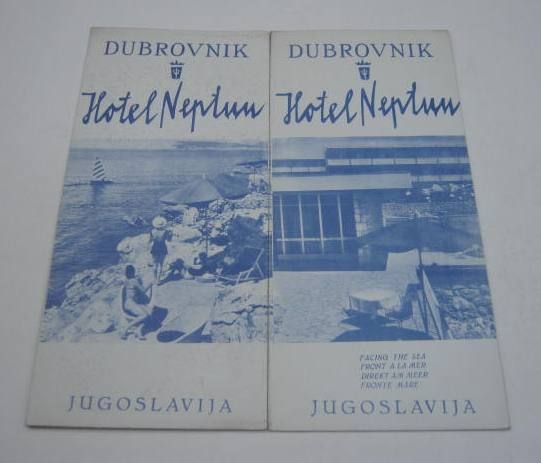 DUBROVNIK
Hotel Neptun
JUGOSLAVIJA
DUBROVNIK
Hotel Neptun
FACING THE SEA
FRONT A LA MER
DIREKT AM MEER
FRONTE MARE
JUGOSLAVIJA